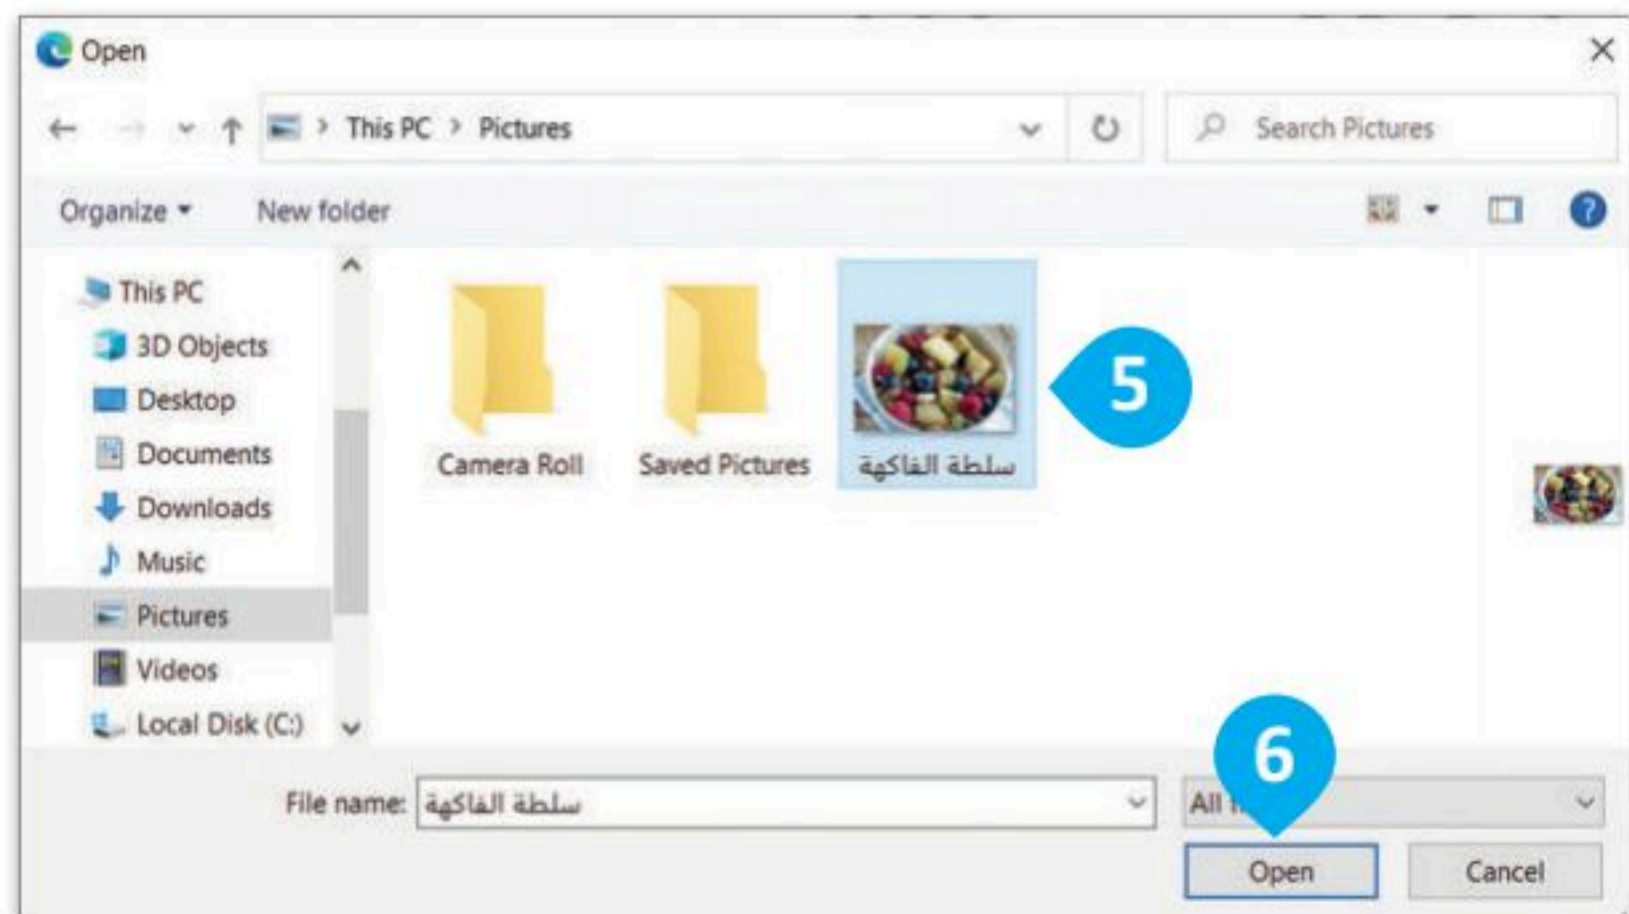 Open
This PC > Pictures
Search Pictures
Organize
New folder
This PC
3D Objects
Desktop
Documents
Downloads
Music
Pictures
Videos
Local Disk (C:)
Camera Roll
Saved Pictures
سلطة الفاكهة
5
6
File name: سلطة الفاكهة
All
Open
Cancel